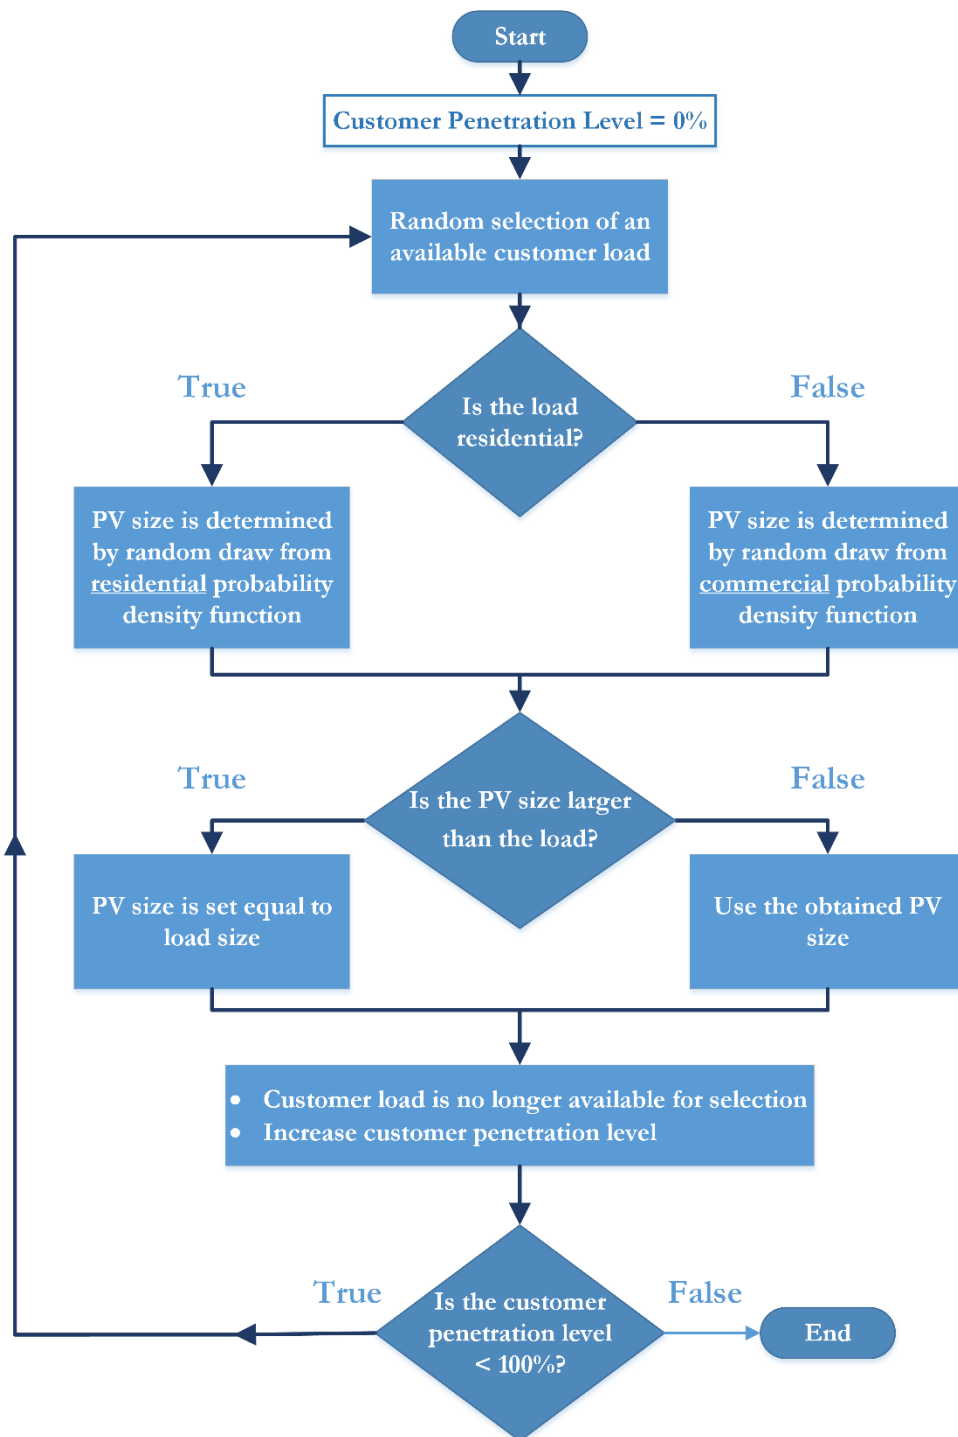 Start
Customer Penetration Level = 0%
Random selection of an
available customer load
True
False
Is the load
residential?
PV size is determined
by random draw from
residential probability
density function
PV size is determined
by random draw from
commercial probability
density function
True
False
Is the PV size larger
than the load?
PV size is set equal to
load size
Use the obtained PV
size
• Customer load is no longer available for selection
• Increase customer penetration level
True
False
Is the customer
penetration level
< 100%?
End